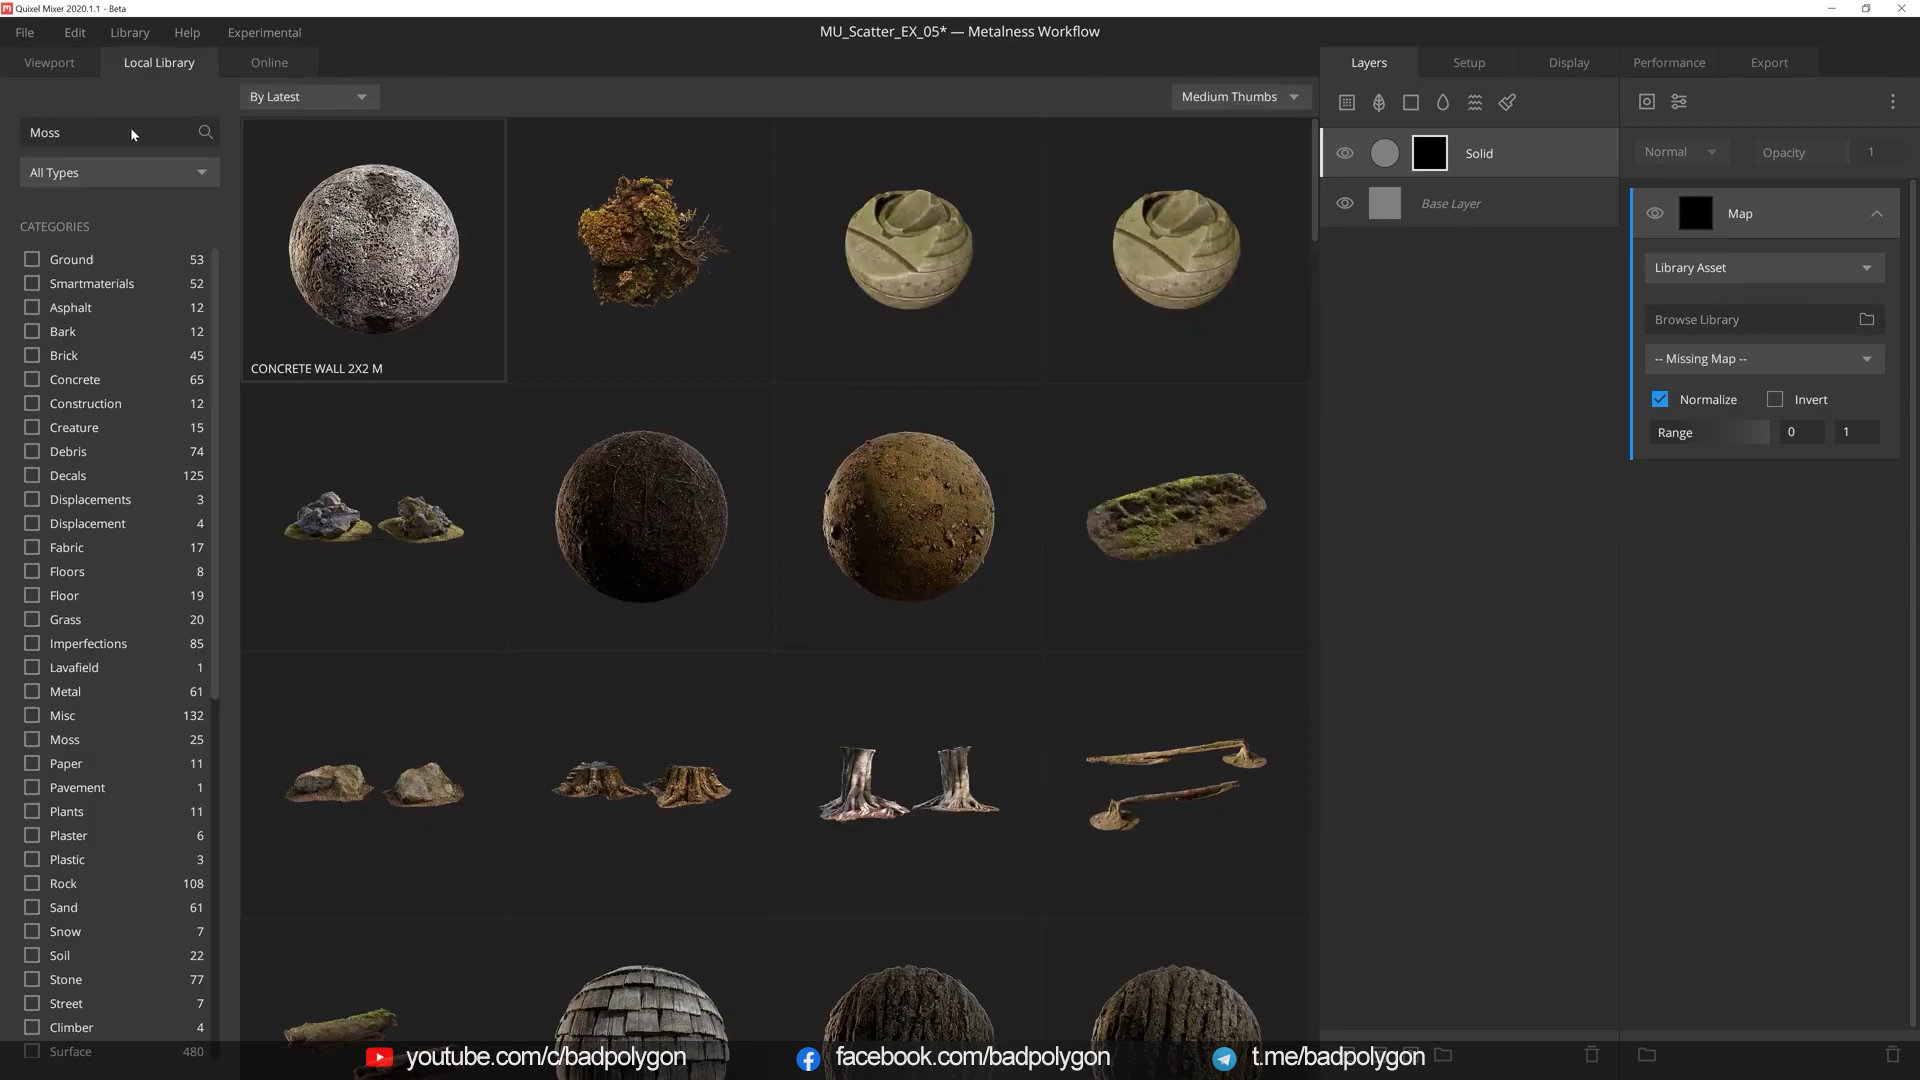 Quixel Mixer 2020.1.1 - Beta
File Edit Library Help Experimental
MU_Scatter_EX_05* — Metalness Workflow
Viewport Local Library Online
Layers Setup Display Performance Export
By Latest
Medium Thumbs
Moss
All Types
CATEGORIES
Ground 53
Smartmaterials 52
Asphalt 12
Bark 12
Brick 45
Concrete 65
Construction 12
Creature 15
Debris 74
Decals 125
Displacements 3
Displacement 4
Fabric 17
Floors 8
Floor 19
Grass 20
Imperfections 85
Lavafield 1
Metal 61
Misc 132
Moss 25
Paper 11
Pavement 1
Plants 11
Plaster 6
Plastic 3
Rock 108
Sand 61
Snow 7
Soil 22
Stone 77
Street 7
Climber 4
Surface 480
CONCRETE WALL 2X2 M
Solid
Base Layer
Normal Opacity 1
Map
Library Asset
Browse Library
-- Missing Map --
Normalize Invert
Range 0 1
youtube.com/c/badpolygon facebook.com/badpolygon t.me/badpolygon